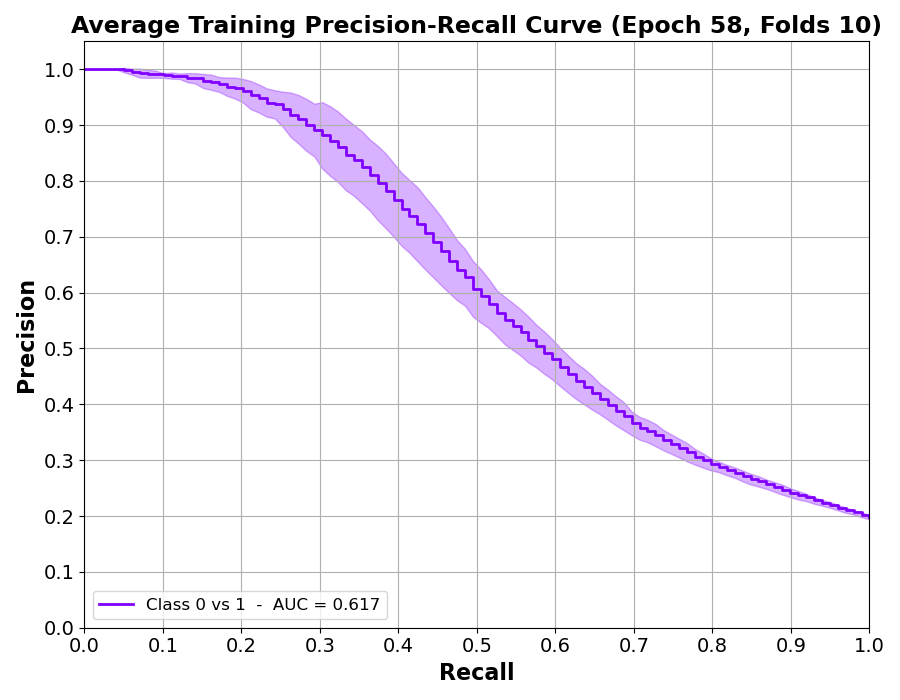 Average Training Precision-Recall Curve (Epoch 58, Folds 10)
Precision
1.0
0.9
0.8
0.7
0.6
0.5
0.4
0.3
0.2
0.1
0.0
Class 0 vs 1 - AUC = 0.617
0.0 0.1 0.2 0.3 0.4 0.5 0.6 0.7 0.8 0.9 1.0
Recall